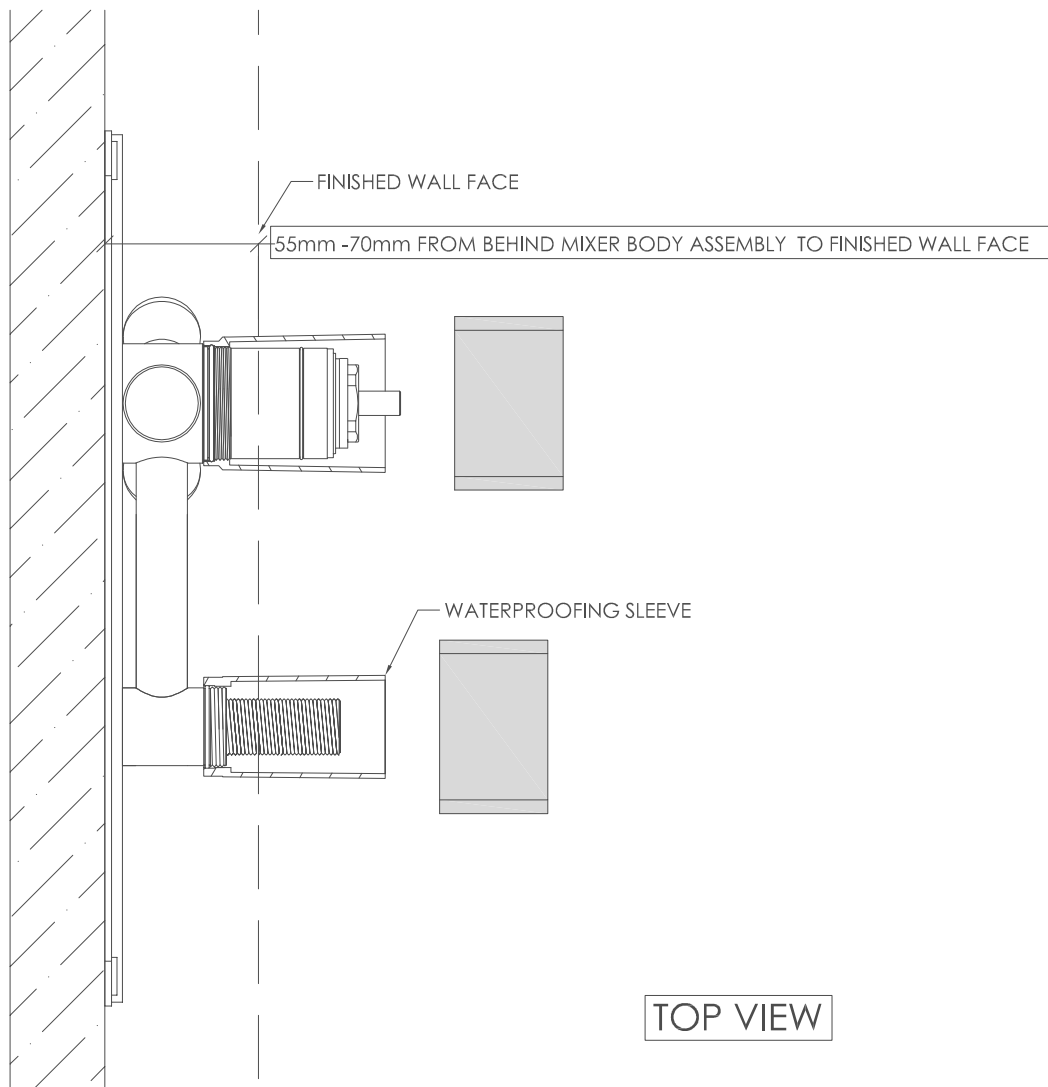 FINISHED WALL FACE
55mm -70mm FROM BEHIND MIXER BODY ASSEMBLY TO FINISHED WALL FACE
WATERPROOFING SLEEVE
TOP VIEW